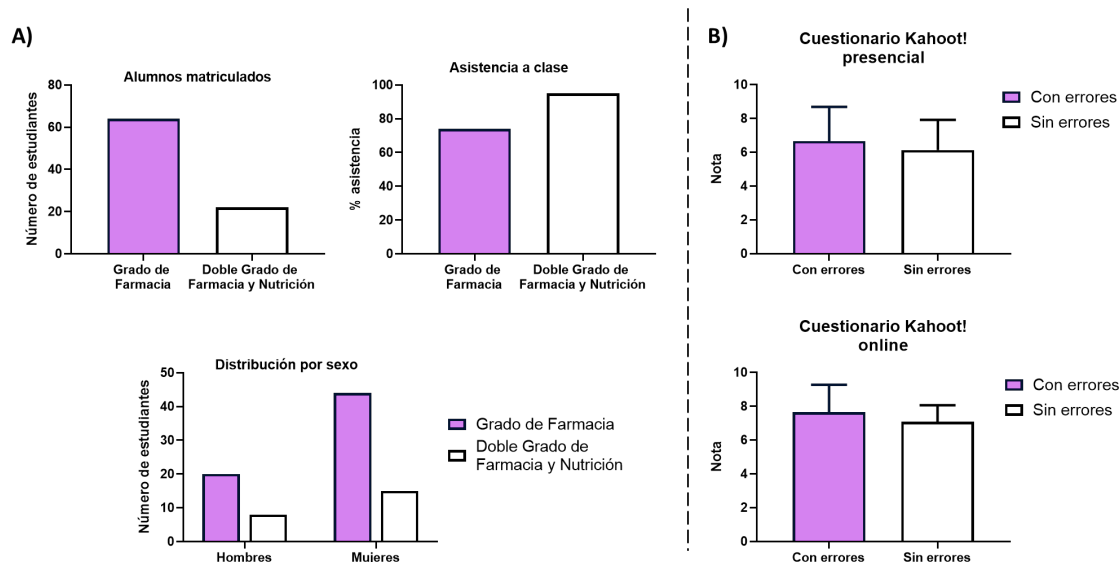 A)
Alumnos matriculados
Número de estudiantes
80
60
40
20
0
Grado de
Farmacia
Doble Grado de
Farmacia y Nutrición
Asistencia a clase
% asistencia
100
80
60
40
20
0
Grado de
Farmacia
Doble Grado de
Farmacia y Nutrición
Distribución por sexo
Número de estudiantes
50
40
30
20
10
0
Hombres
Mujeres
Grado de Farmacia
Doble Grado de
Farmacia y Nutrición
B)
Cuestionario Kahoot!
presencial
Nota
10
8
6
4
2
0
Con errores
Sin errores
Con errores
Sin errores
Cuestionario Kahoot!
online
Nota
10
8
6
4
2
0
Con errores
Sin errores
Con errores
Sin errores